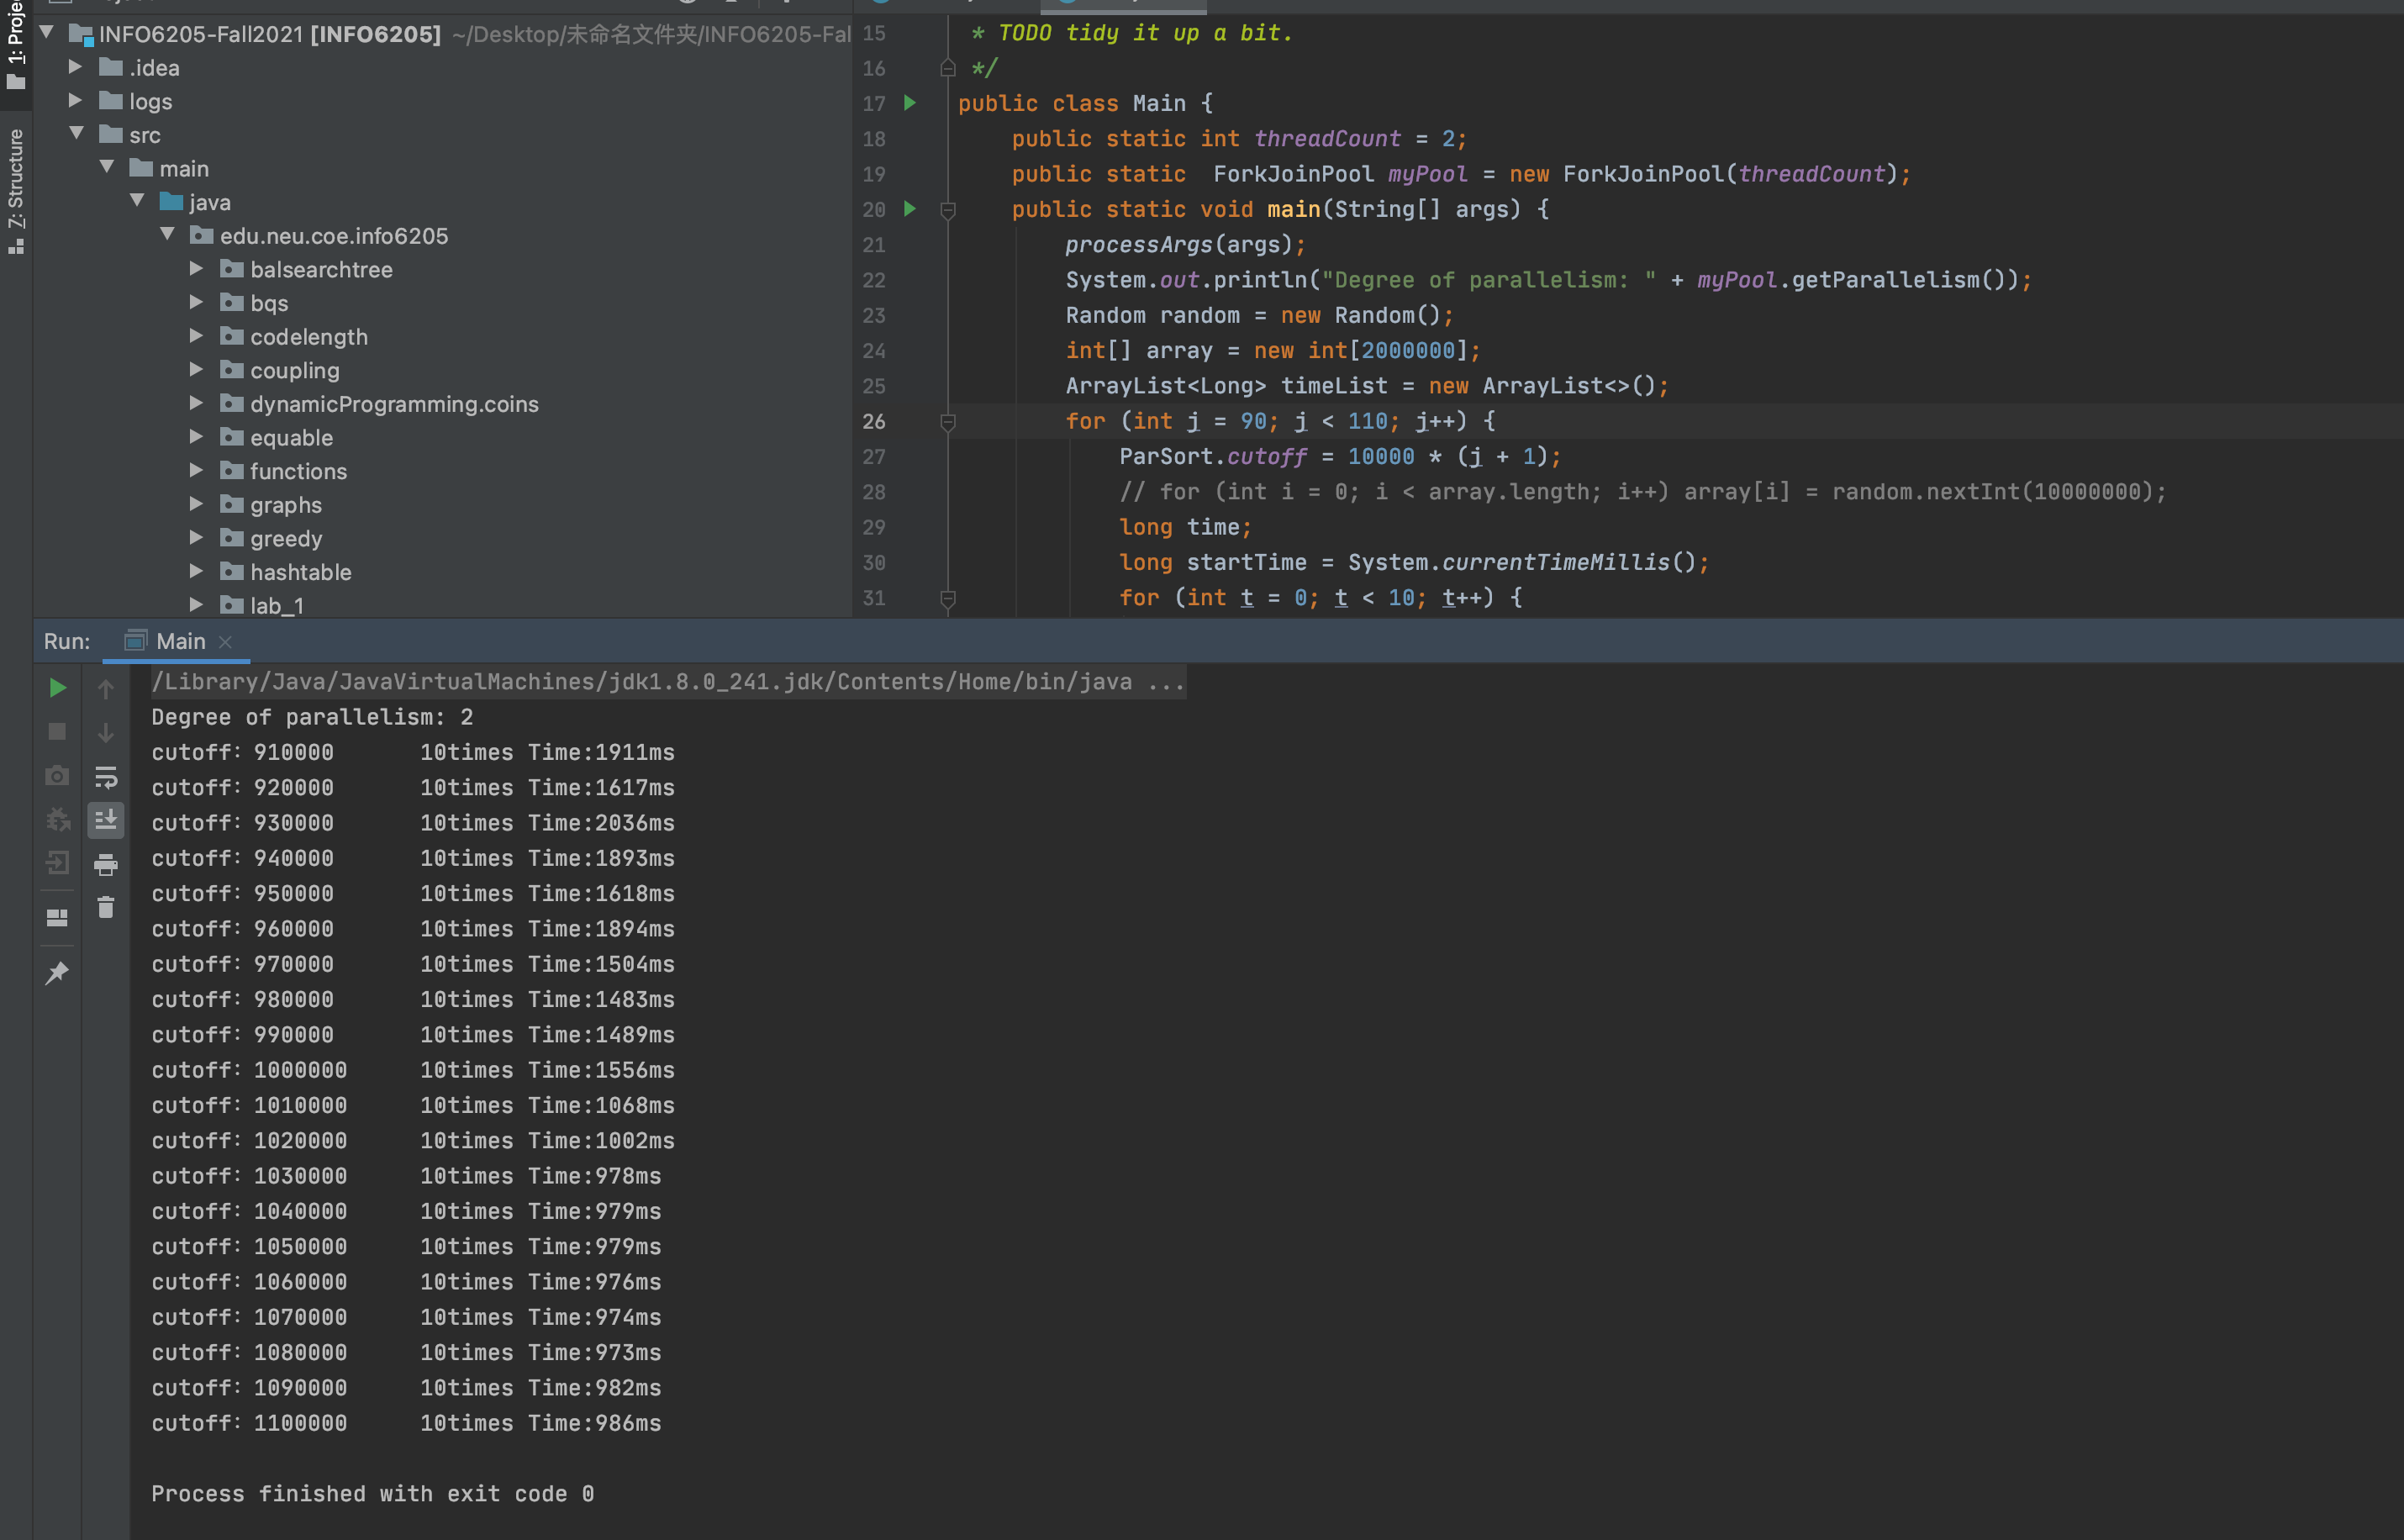 1: Project
7: Structure
INFO6205-Fall2021 [INFO6205] ~/Desktop/未命名文件夹/INFO6205-Fal
.idea
logs
src
main
java
edu.neu.coe.info6205
balsearchtree
bqs
codelength
coupling
dynamicProgramming.coins
equable
functions
graphs
greedy
hashtable
lab_1
15 * TODO tidy it up a bit.
16 */
17 public class Main {
18 public static int threadCount = 2;
19 public static  ForkJoinPool myPool = new ForkJoinPool(threadCount);
20 public static void main(String[] args) {
21 processArgs(args);
22 System.out.println("Degree of parallelism: " + myPool.getParallelism());
23 Random random = new Random();
24 int[] array = new int[2000000];
25 ArrayList<Long> timeList = new ArrayList<>();
26 for (int j = 90; j < 110; j++) {
27 ParSort.cutoff = 10000 * (j + 1);
28 // for (int i = 0; i < array.length; i++) array[i] = random.nextInt(10000000);
29 long time;
30 long startTime = System.currentTimeMillis();
31 for (int t = 0; t < 10; t++) {
Run: Main
/Library/Java/JavaVirtualMachines/jdk1.8.0_241.jdk/Contents/Home/bin/java ...
Degree of parallelism: 2
cutoff：910000 10times Time:1911ms
cutoff：920000 10times Time:1617ms
cutoff：930000 10times Time:2036ms
cutoff：940000 10times Time:1893ms
cutoff：950000 10times Time:1618ms
cutoff：960000 10times Time:1894ms
cutoff：970000 10times Time:1504ms
cutoff：980000 10times Time:1483ms
cutoff：990000 10times Time:1489ms
cutoff：1000000 10times Time:1556ms
cutoff：1010000 10times Time:1068ms
cutoff：1020000 10times Time:1002ms
cutoff：1030000 10times Time:978ms
cutoff：1040000 10times Time:979ms
cutoff：1050000 10times Time:979ms
cutoff：1060000 10times Time:976ms
cutoff：1070000 10times Time:974ms
cutoff：1080000 10times Time:973ms
cutoff：1090000 10times Time:982ms
cutoff：1100000 10times Time:986ms
Process finished with exit code 0